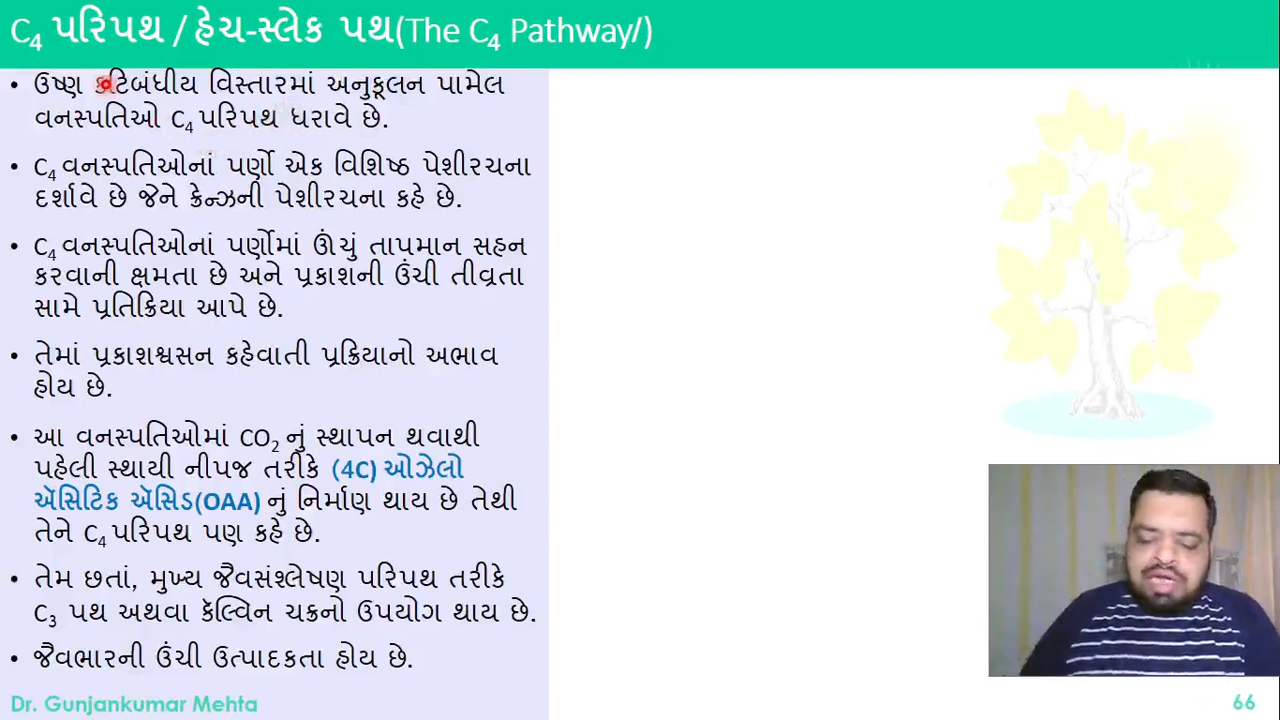 C₄ પરિપથ / હેચ-સ્લેક પથ(The C₄ Pathway/)
• ઉષ્ણ કટિબંધીય વિસ્તારમાં અનુકૂલન પામેલ
વનસ્પતિઓ C₄ પરિપથ ધરાવે છે.
• C₄ વનસ્પતિઓનાં પર્ણો એક વિશિષ્ઠ પેશીરચના
દર્શાવે છે જેને ક્રેન્ઝની પેશીરચના કહે છે.
• C₄ વનસ્પતિઓનાં પર્ણોમાં ઊંચું તાપમાન સહન
કરવાની ક્ષમતા છે અને પ્રકાશની ઉંચી તીવ્રતા
સામે પ્રતિક્રિયા આપે છે.
• તેમાં પ્રકાશશ્વસન કહેવાતી પ્રક્રિયાનો અભાવ
હોય છે.
• આ વનસ્પતિઓમાં CO₂ નું સ્થાપન થવાથી
પહેલી સ્થાયી નીપજ તરીકે (4C) ઓઝેલો
ઍસિટિક ઍસિડ(OAA) નું નિર્માણ થાય છે તેથી
તેને C₄ પરિપથ પણ કહે છે.
• તેમ છતાં, મુખ્ય જૈવસંશ્લેષણ પરિપથ તરીકે
C₃ પથ અથવા કૅલ્વિન ચક્રનો ઉપયોગ થાય છે.
• જૈવભારની ઉંચી ઉત્પાદકતા હોય છે.
Dr. Gunjankumar Mehta
66